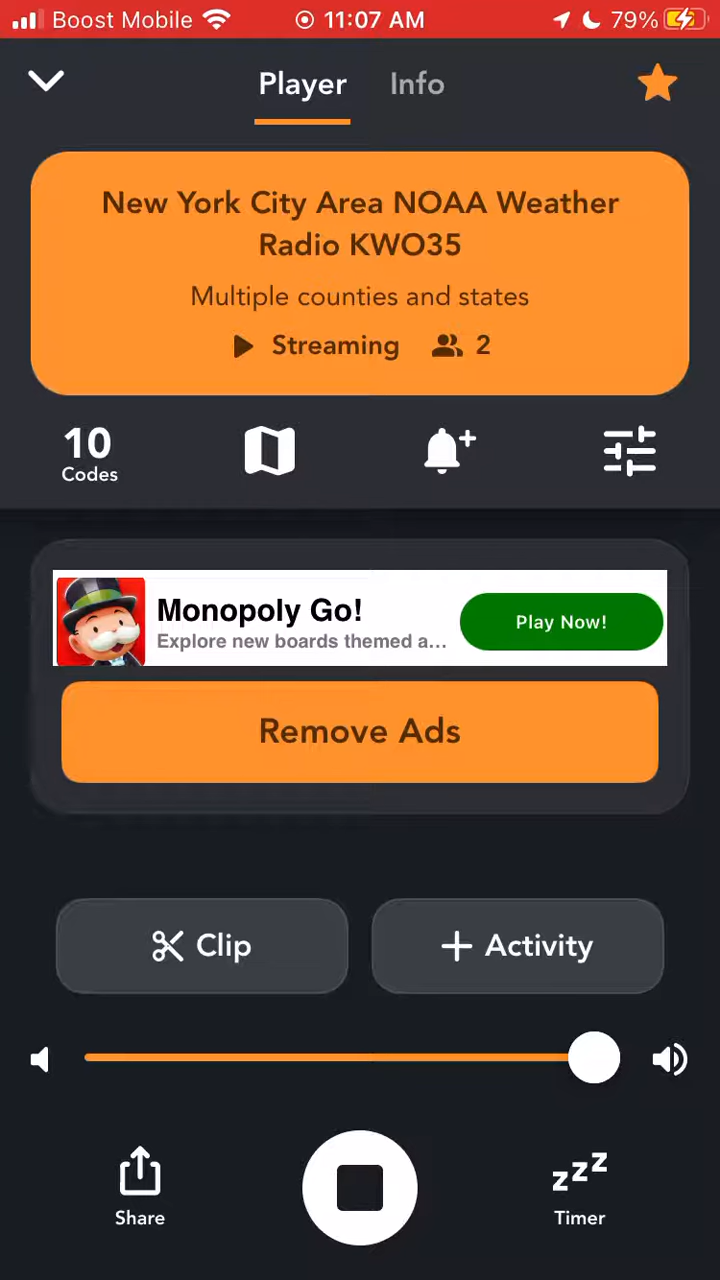 Boost Mobile 11:07 AM 79%
Player Info
New York City Area NOAA Weather
Radio KWO35
Multiple counties and states
Streaming 2
10
Codes
Monopoly Go!
Explore new boards themed a...
Play Now!
Remove Ads
Clip + Activity
zzz
Share Timer